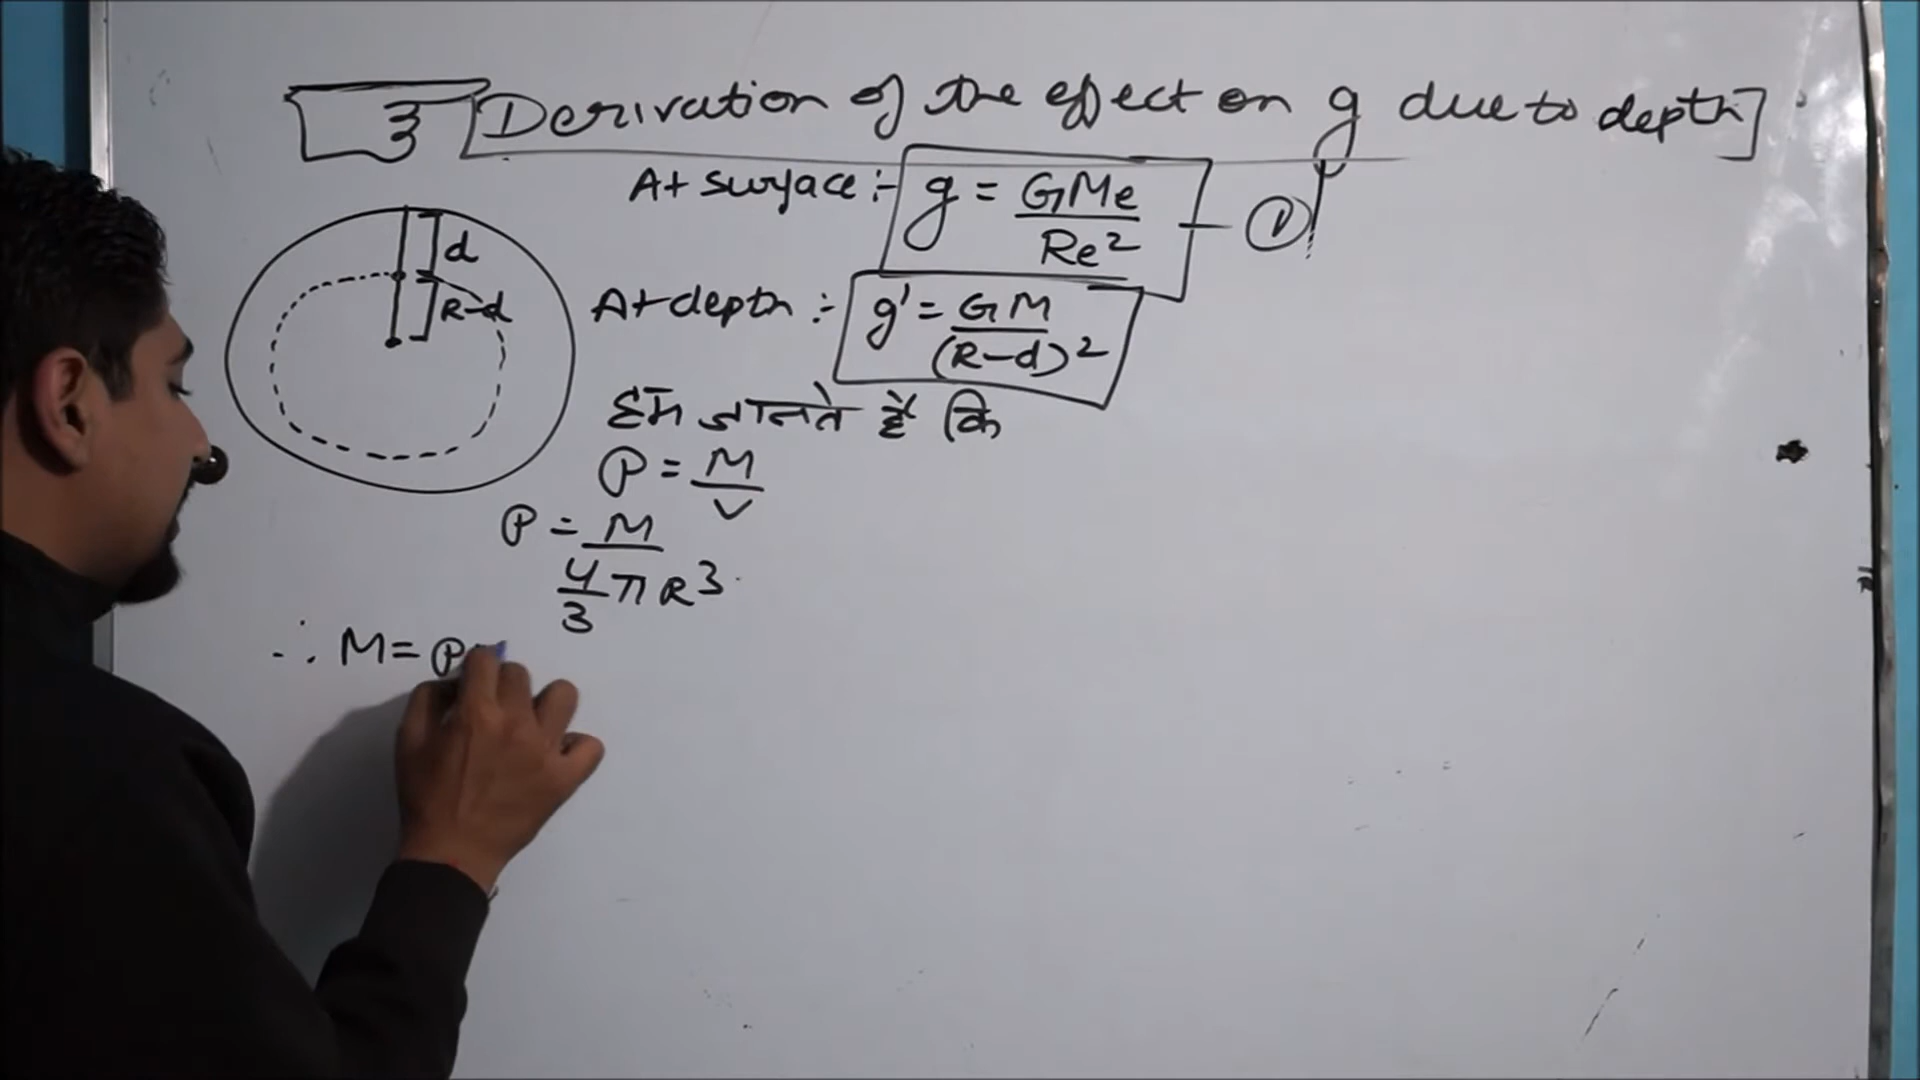 3 Derivation of the effect on g due to depth]
At surface :- g = GMe/Re² - ①
d
R-d
At depth :- g' = GM/(R-d)²
हम जानते हैं कि
ρ = M/V
ρ = M/(4/3 πR³)
∴ M = ρ